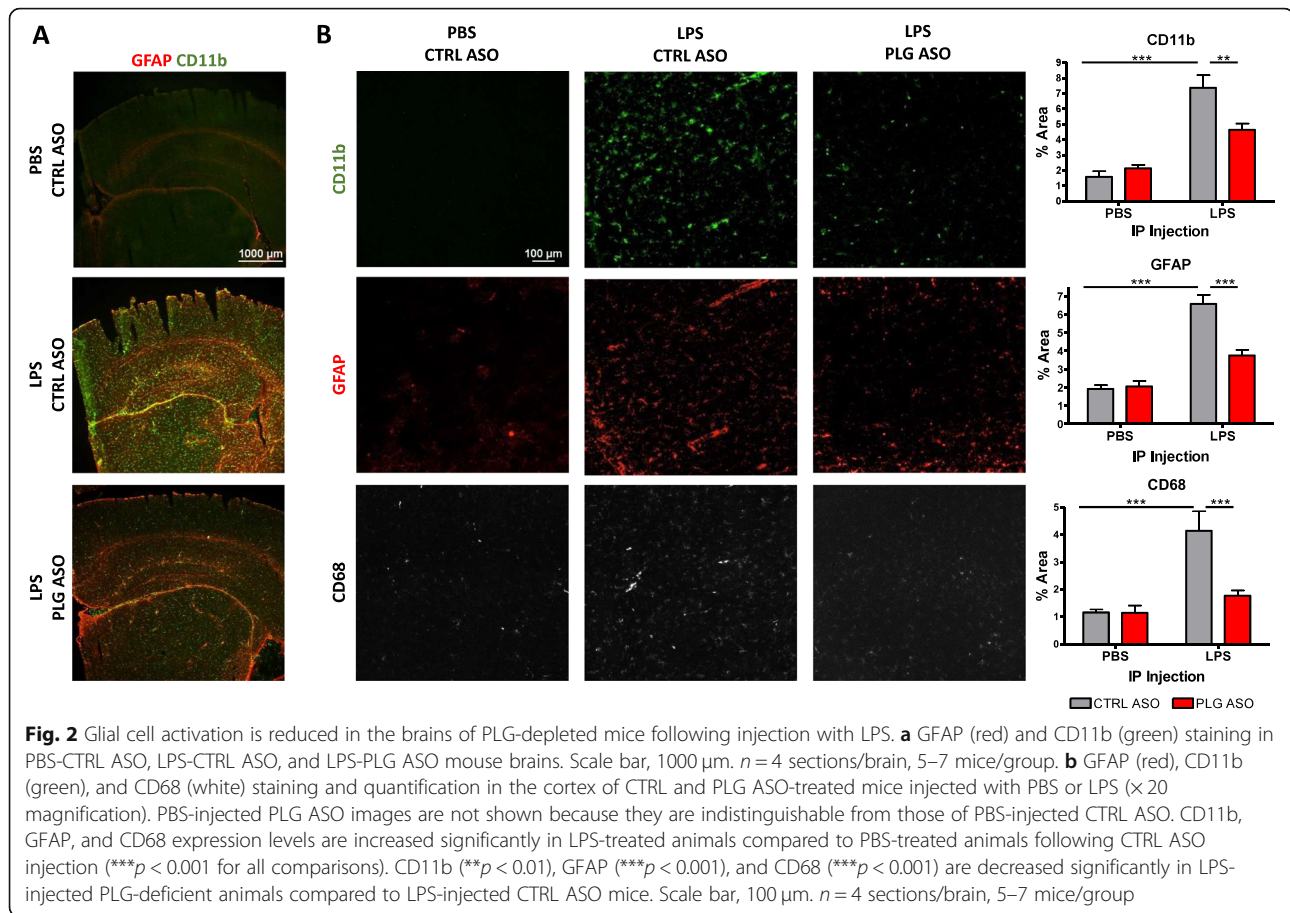 A
GFAP CD11b
PBS
CTRL ASO
1000 µm
LPS
CTRL ASO
LPS
PLG ASO
B
PBS
CTRL ASO
LPS
CTRL ASO
LPS
PLG ASO
CD11b
100 µm
GFAP
CD68
CD11b
***
**
% Area
9
8
7
6
5
4
3
2
1
0
PBS
LPS
IP Injection
GFAP
***
***
% Area
7
6
5
4
3
2
1
0
PBS
LPS
IP Injection
CD68
***
***
% Area
5
4
3
2
1
0
PBS
LPS
IP Injection
CTRL ASO
PLG ASO
Fig. 2 Glial cell activation is reduced in the brains of PLG-depleted mice following injection with LPS. a GFAP (red) and CD11b (green) staining in
PBS-CTRL ASO, LPS-CTRL ASO, and LPS-PLG ASO mouse brains. Scale bar, 1000 μm. n = 4 sections/brain, 5–7 mice/group. b GFAP (red), CD11b
(green), and CD68 (white) staining and quantification in the cortex of CTRL and PLG ASO-treated mice injected with PBS or LPS (× 20
magnification). PBS-injected PLG ASO images are not shown because they are indistinguishable from those of PBS-injected CTRL ASO. CD11b,
GFAP, and CD68 expression levels are increased significantly in LPS-treated animals compared to PBS-treated animals following CTRL ASO
injection (***p < 0.001 for all comparisons). CD11b (**p < 0.01), GFAP (***p < 0.001), and CD68 (***p < 0.001) are decreased significantly in LPS-
injected PLG-deficient animals compared to LPS-injected CTRL ASO mice. Scale bar, 100 μm. n = 4 sections/brain, 5–7 mice/group